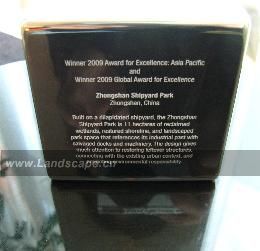 Winner 2009 Award for Excellence: Asia Pacific
and
Winner 2009 Global Award for Excellence
Zhongshan Shipyard Park
Zhongshan, China
Built on a dilapidated shipyard, the Zhongshan
Shipyard Park is 11 hectares of reclaimed
wetlands, restored shoreline, and landscaped
park space that references its industrial past with
salvaged docks and machinery. The design gives
much attention to restoring leftover streams,
connecting with the existing urban context, and
environmental responsibility.
www.Landscape.cn